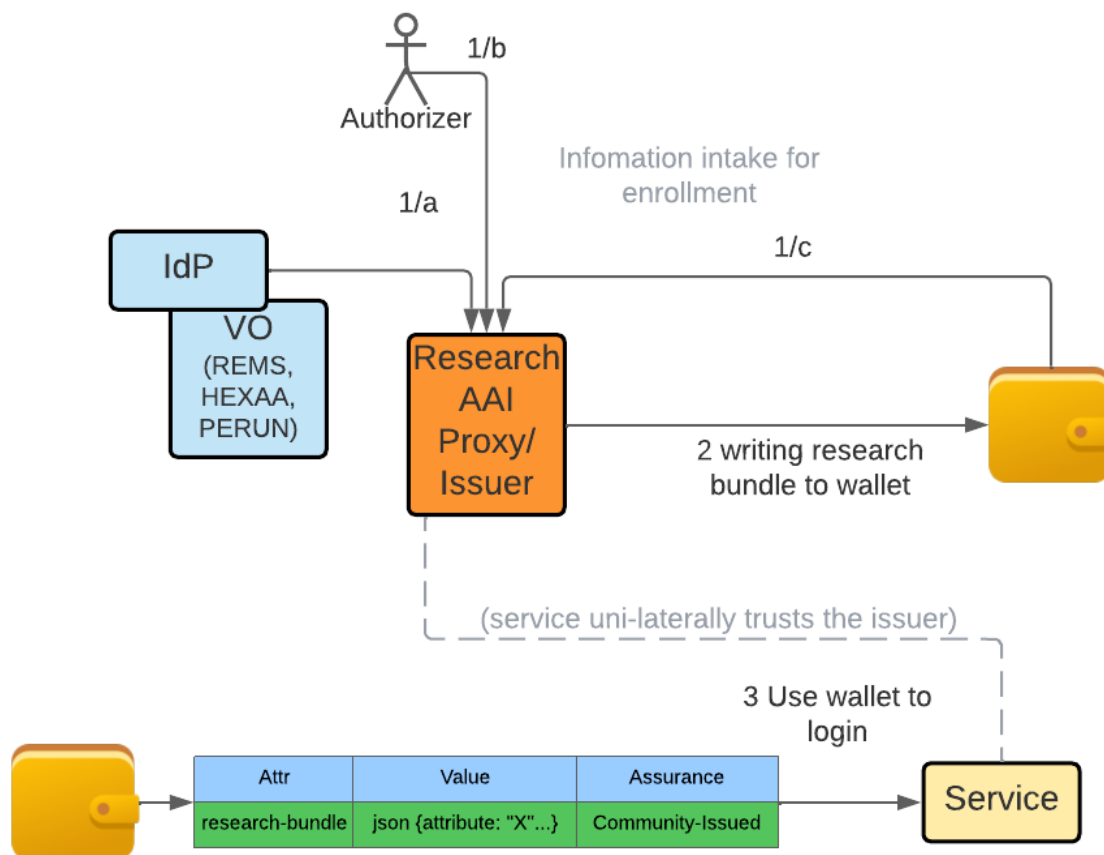 1/b
Authorizer
Infomation intake for
enrollment
1/a
1/c
IdP
VO
(REMS,
HEXAA,
PERUN)
Research
AAI
Proxy/
Issuer
2 writing research
bundle to wallet
(service uni-laterally trusts the issuer)
3 Use wallet to
login
Attr Value Assurance
research-bundle json {attribute: "X"...} Community-Issued
Service